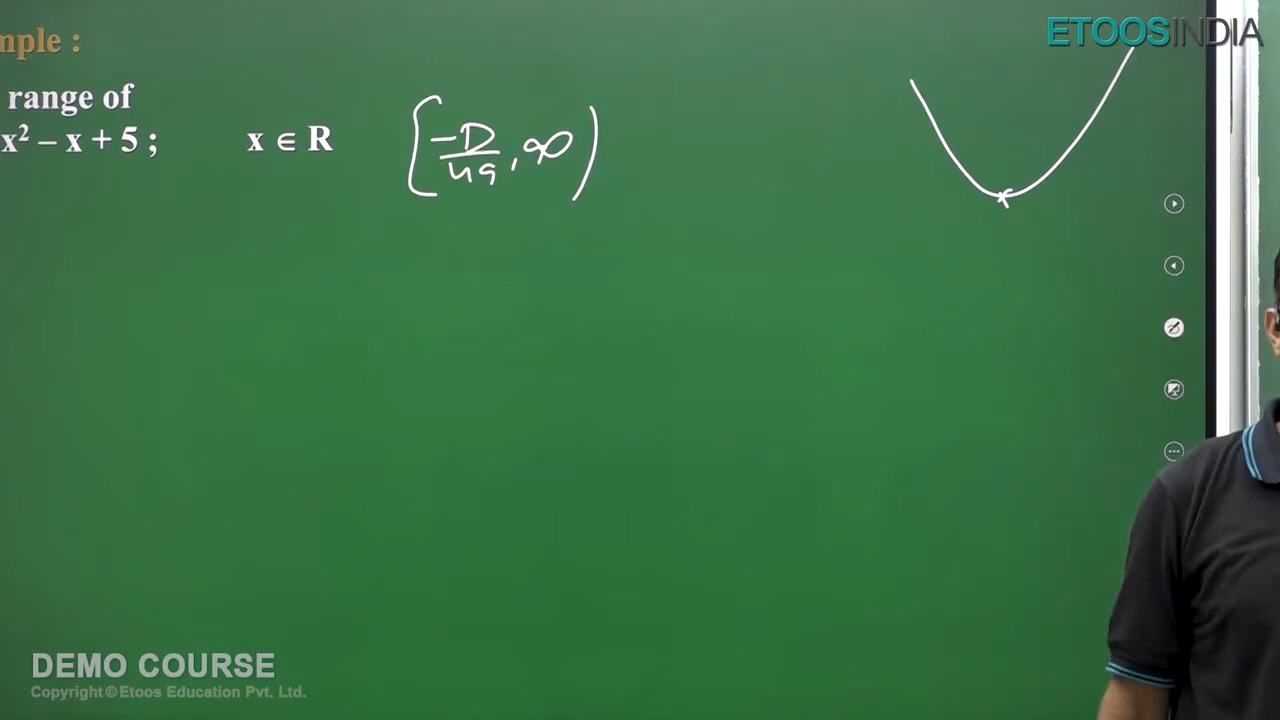 mple :
ETOOSINDIA
range of
x² – x + 5 ; x ∈ R [-D/4a, ∞)
DEMO COURSE
Copyright © Etoos Education Pvt. Ltd.